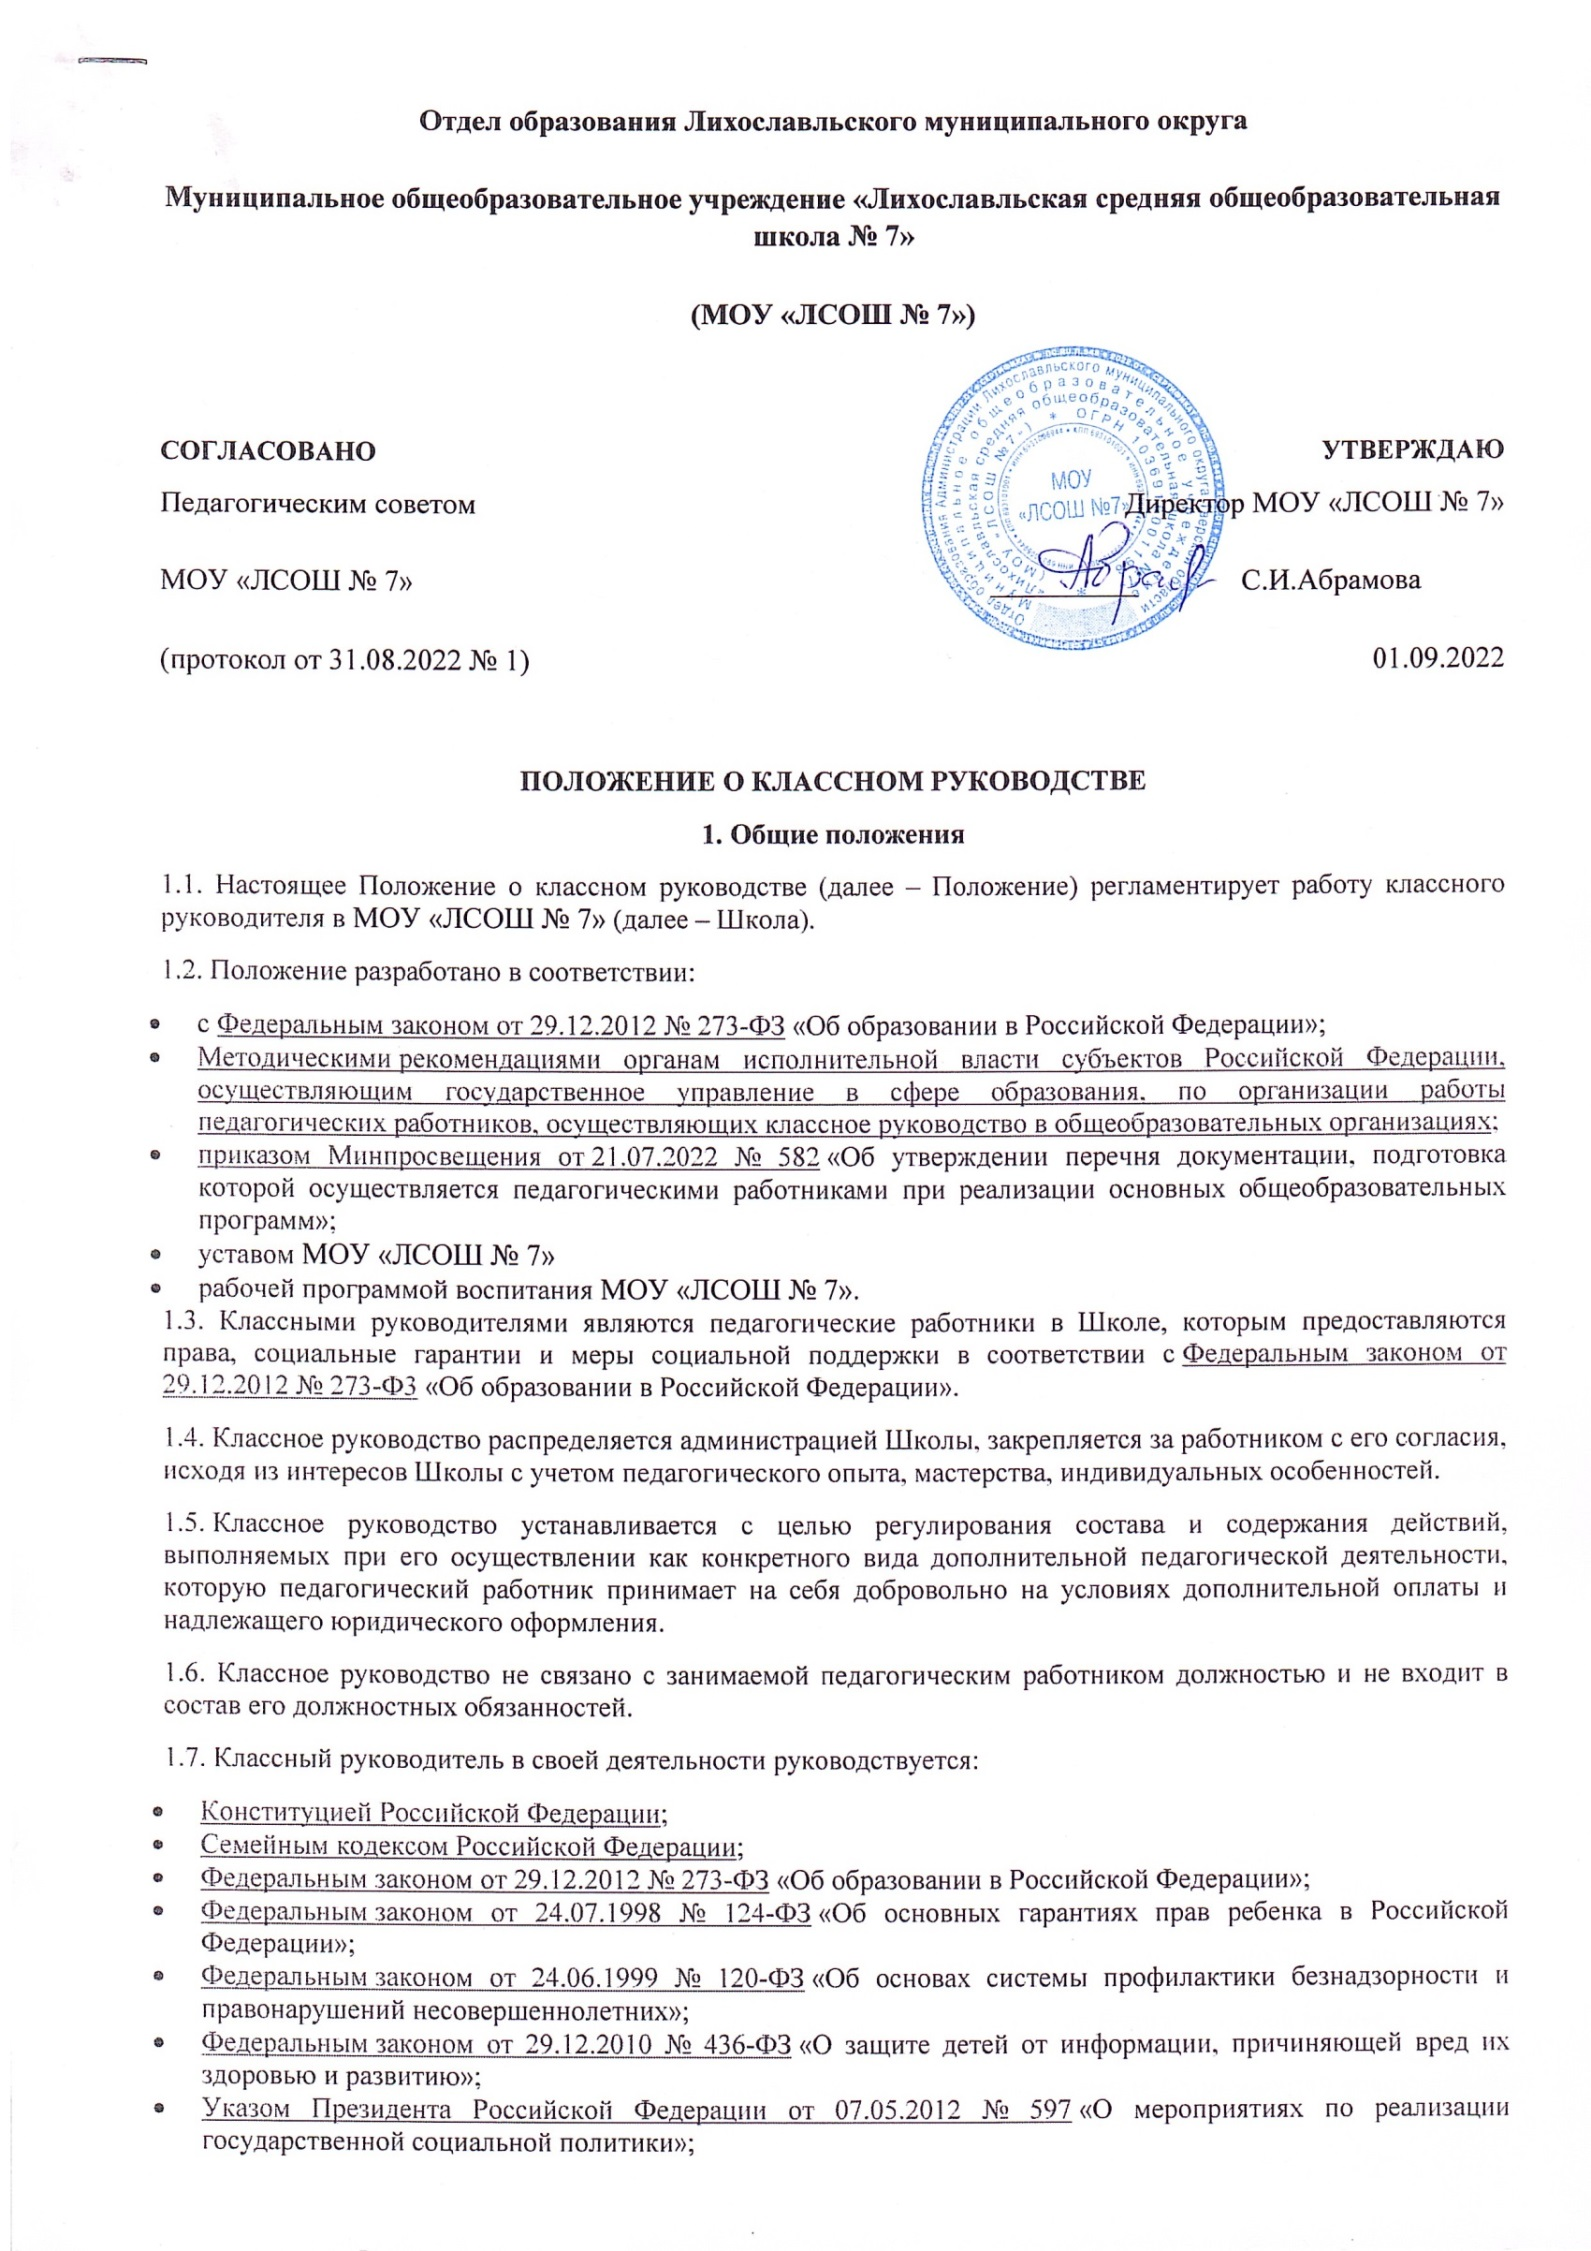 Отдел образования Лихославльского муниципального округа
Муниципальное общеобразовательное учреждение «Лихославльская средняя общеобразовательная
школа № 7»
(МОУ «ЛСОШ № 7»)
СОГЛАСОВАНО
УТВЕРЖДАЮ
Педагогическим советом
Директор МОУ «ЛСОШ № 7»
МОУ «ЛСОШ № 7»
С.И.Абрамова
(протокол от 31.08.2022 № 1)
01.09.2022
МОУ
«ЛСОШ №7»
ПОЛОЖЕНИЕ О КЛАССНОМ РУКОВОДСТВЕ
1. Общие положения
1.1. Настоящее Положение о классном руководстве (далее – Положение) регламентирует работу классного
руководителя в МОУ «ЛСОШ № 7» (далее – Школа).
1.2. Положение разработано в соответствии:
• с Федеральным законом от 29.12.2012 № 273-ФЗ «Об образовании в Российской Федерации»;
• Методическими рекомендациями органам исполнительной власти субъектов Российской Федерации,
осуществляющим государственное управление в сфере образования, по организации работы
педагогических работников, осуществляющих классное руководство в общеобразовательных организациях;
• приказом Минпросвещения от 21.07.2022 № 582 «Об утверждении перечня документации, подготовка
которой осуществляется педагогическими работниками при реализации основных общеобразовательных
программ»;
• уставом МОУ «ЛСОШ № 7»
• рабочей программой воспитания МОУ «ЛСОШ № 7».
1.3. Классными руководителями являются педагогические работники в Школе, которым предоставляются
права, социальные гарантии и меры социальной поддержки в соответствии с Федеральным законом от
29.12.2012 № 273-ФЗ «Об образовании в Российской Федерации».
1.4. Классное руководство распределяется администрацией Школы, закрепляется за работником с его согласия,
исходя из интересов Школы с учетом педагогического опыта, мастерства, индивидуальных особенностей.
1.5. Классное руководство устанавливается с целью регулирования состава и содержания действий,
выполняемых при его осуществлении как конкретного вида дополнительной педагогической деятельности,
которую педагогический работник принимает на себя добровольно на условиях дополнительной оплаты и
надлежащего юридического оформления.
1.6. Классное руководство не связано с занимаемой педагогическим работником должностью и не входит в
состав его должностных обязанностей.
1.7. Классный руководитель в своей деятельности руководствуется:
• Конституцией Российской Федерации;
• Семейным кодексом Российской Федерации;
• Федеральным законом от 29.12.2012 № 273-ФЗ «Об образовании в Российской Федерации»;
• Федеральным законом от 24.07.1998 № 124-ФЗ «Об основных гарантиях прав ребенка в Российской
Федерации»;
• Федеральным законом от 24.06.1999 № 120-ФЗ «Об основах системы профилактики безнадзорности и
правонарушений несовершеннолетних»;
• Федеральным законом от 29.12.2010 № 436-ФЗ «О защите детей от информации, причиняющей вред их
здоровью и развитию»;
• Указом Президента Российской Федерации от 07.05.2012 № 597 «О мероприятиях по реализации
государственной социальной политики»;